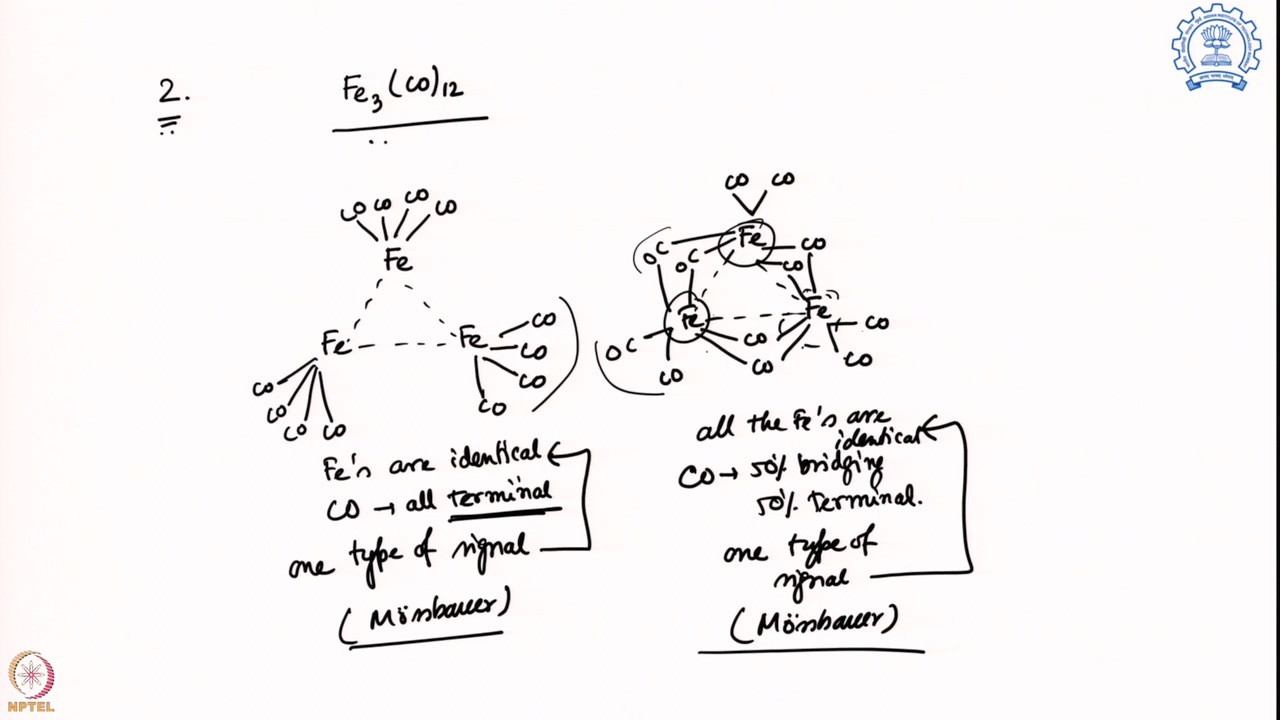 2.
Fe3(CO)12
CO CO CO CO
Fe
Fe
Fe
CO
CO
CO
CO
CO
CO
CO
CO
CO CO
Fe
CO
CO
OC
OC
Fe
Fe
CO
CO
CO
CO
OC
CO
Fe's are identical
CO → all terminal
one type of signal
(Mössbauer)
all the Fe's are
identical
CO → 50% bridging
50% terminal.
one type of
signal
(Mössbauer)
NPTEL